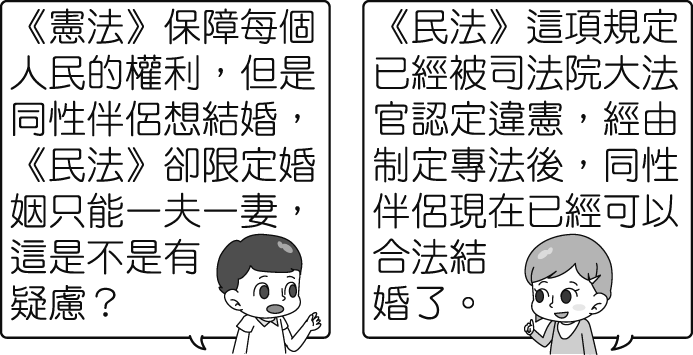 《憲法》保障每個
人民的權利，但是
同性伴侶想結婚，
《民法》卻限定婚
姻只能一夫一妻，
這是不是有
疑慮？
《民法》這項規定
已經被司法院大法
官認定違憲，經由
制定專法後，同性
伴侶現在已經可以
合法結
婚了。